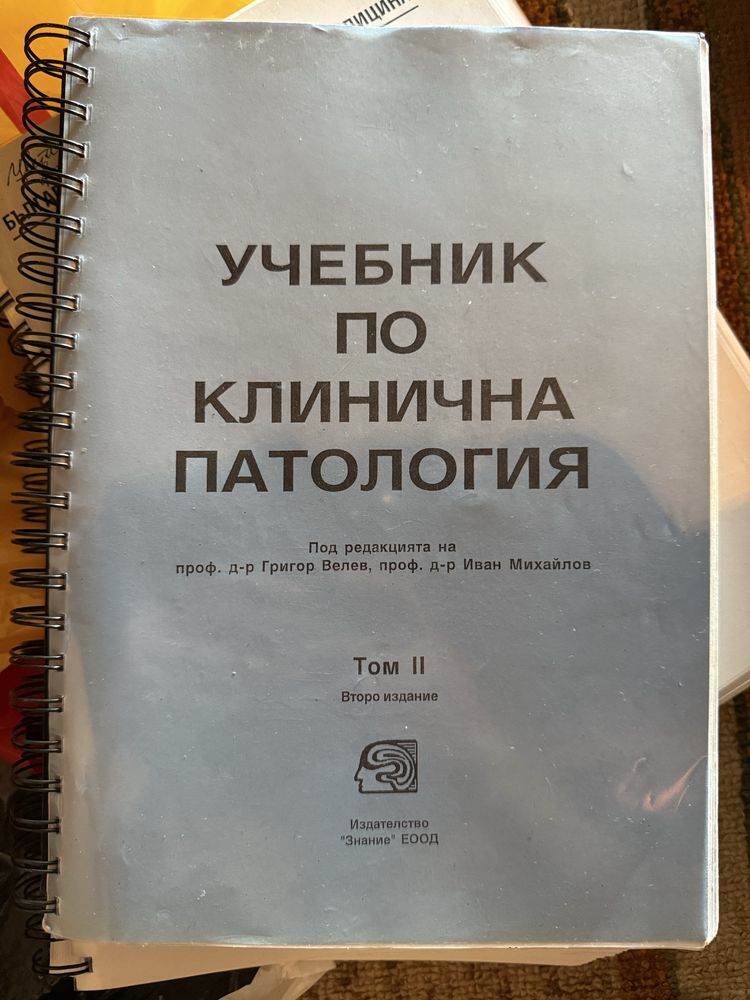 УЧЕБНИК
ПО
КЛИНИЧНА
ПАТОЛОГИЯ
Под редакцията на
проф. д-р Григор Велев, проф. д-р Иван Михайлов
Том II
Второ издание
Издателство
"Знание" ЕООД